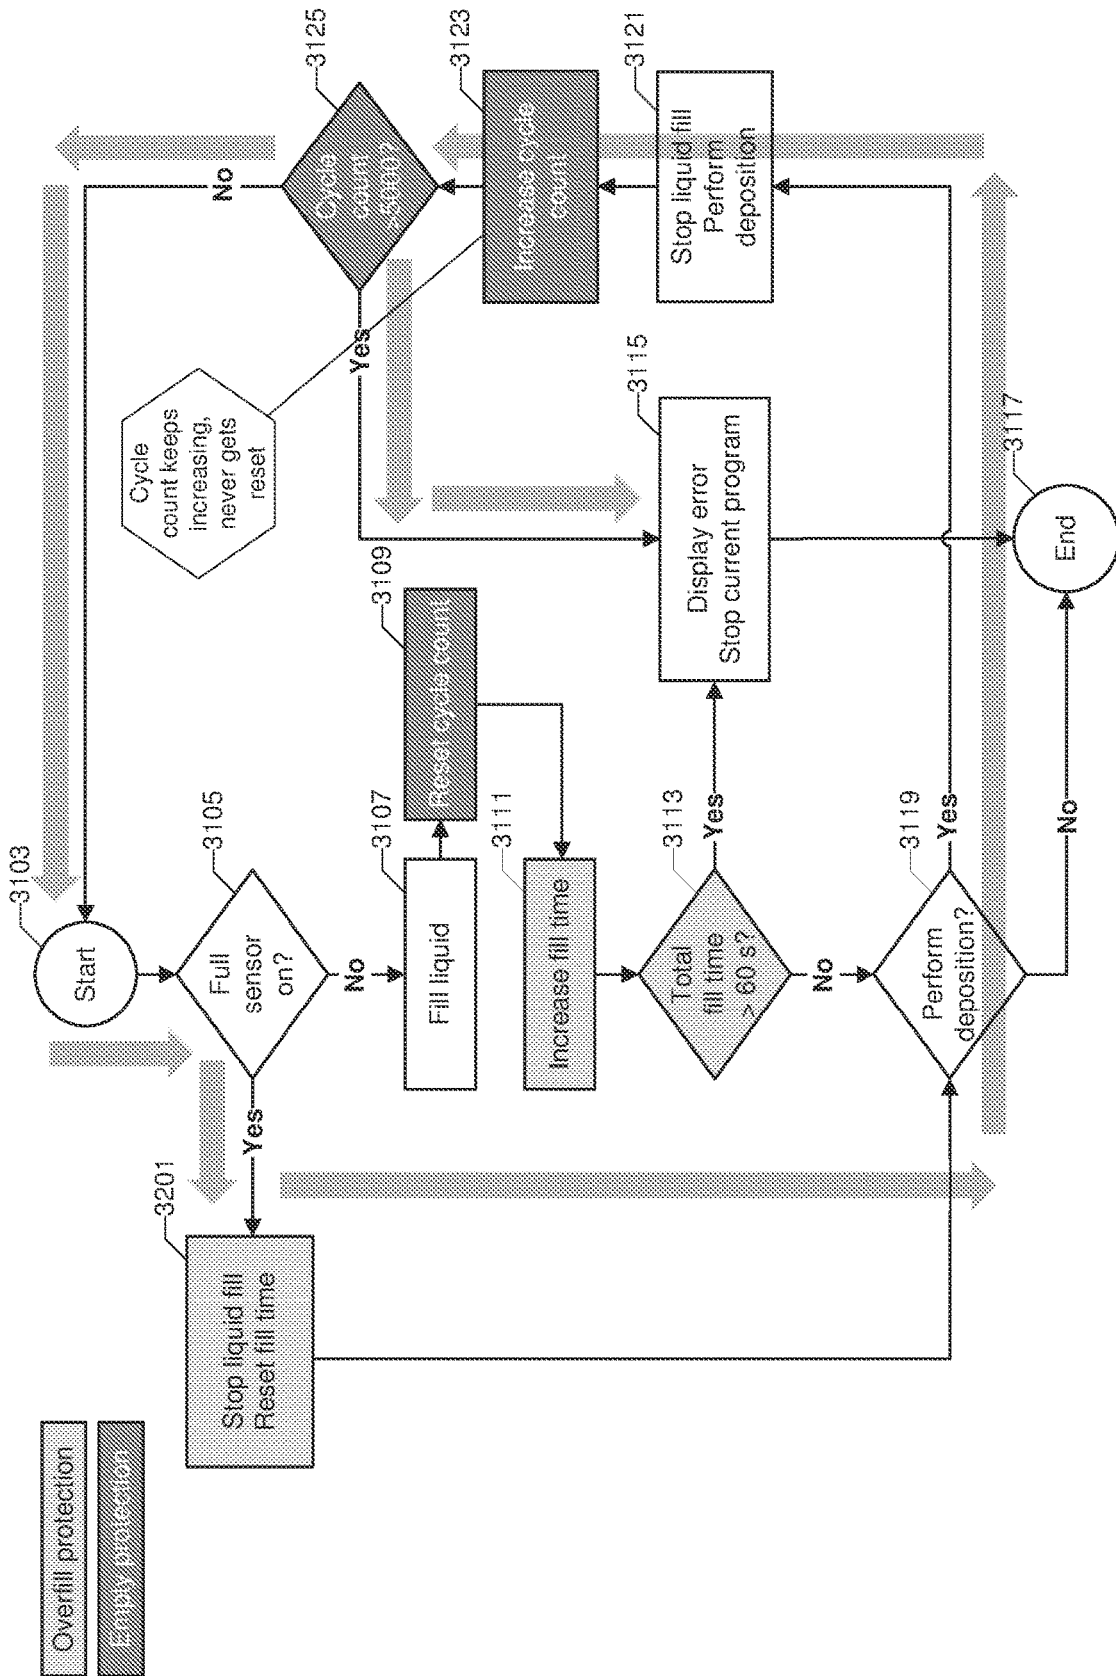 Overfill protection
Empty protection
3201
Stop liquid fill
Reset fill time
3103
Start
3105
Full
sensor
on?
Yes
No
3107
Fill liquid
3109
Reset cycle count
3111
Increase fill time
3113
Total
fill time
> 60 s?
Yes
No
3119
Perform
deposition?
Yes
No
3115
Display error
Stop current program
3117
End
3121
Stop liquid fill
Perform
deposition
3123
Increase cycle
count
3125
Cycle
count
Yes
No
Cycle
count keeps
increasing,
never gets
reset